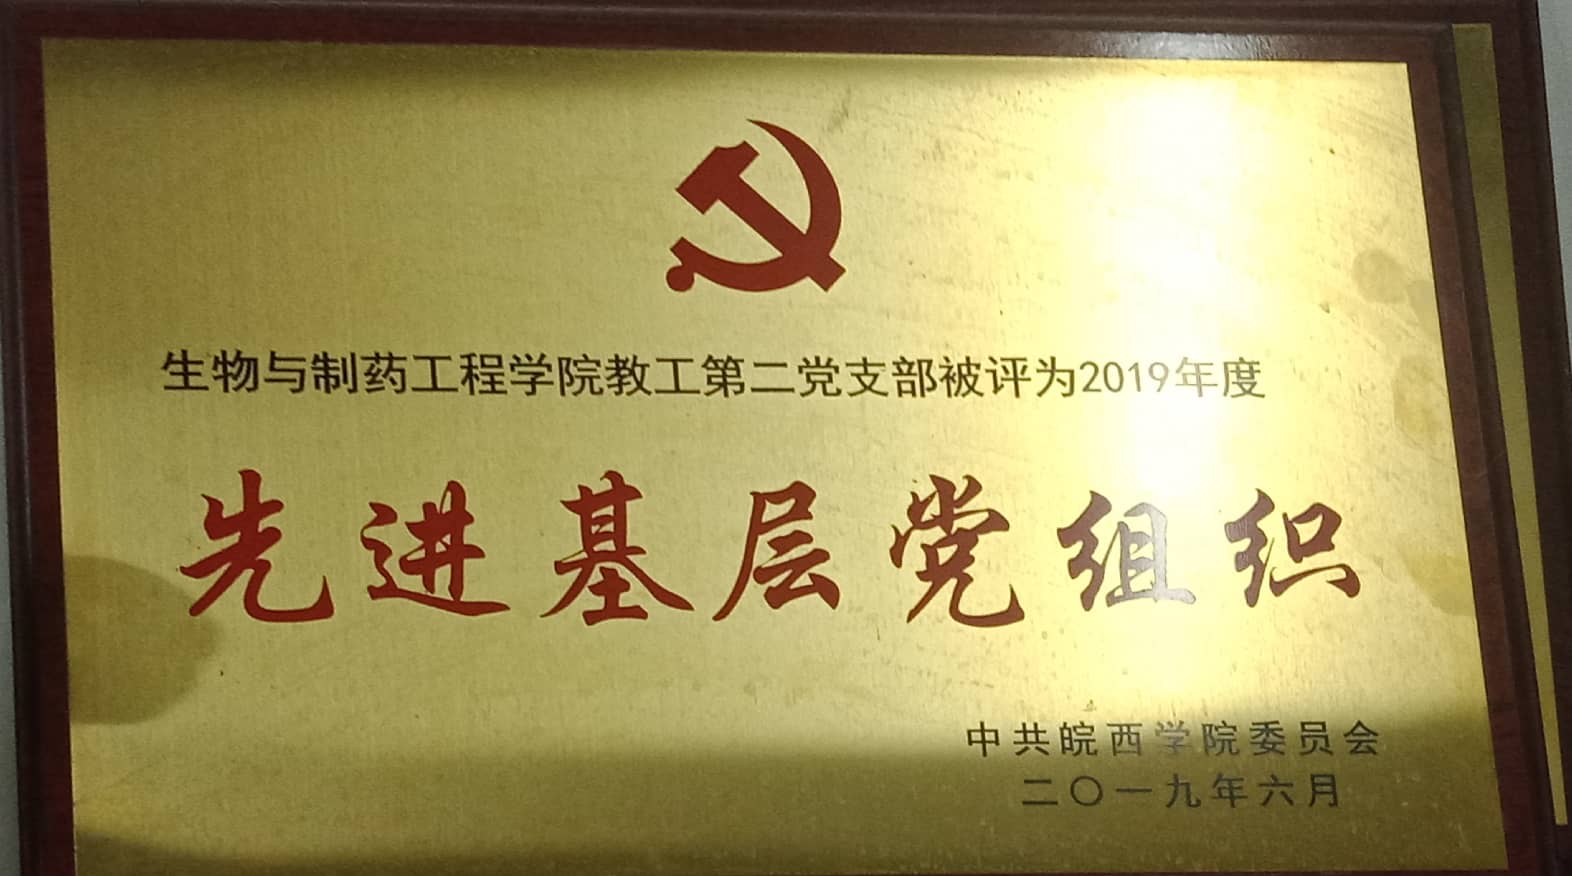 生物与制药工程学院教工第二党支部被评为2019年度
先进基层党组织
中共皖西学院委员会
二〇一九年六月